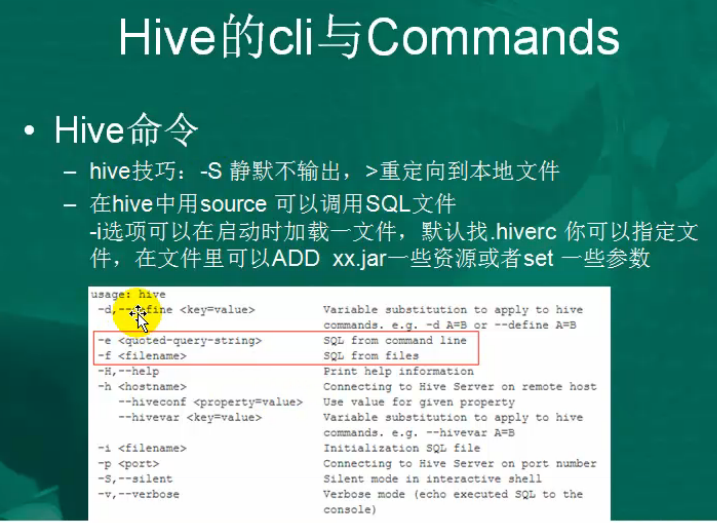 Hive的cli与Commands
• Hive命令
– hive技巧：-S 静默不输出，>重定向到本地文件
– 在hive中用source 可以调用SQL文件
-i选项可以在启动时加载一文件，默认找.hiverc 你可以指定文
件，在文件里可以ADD xx.jar一些资源或者set 一些参数
usage: hive
-d,--define <key=value> Variable substitution to apply to hive
commands. e.g. -d A=B or --define A=B
-e <quoted-query-string> SQL from command line
-f <filename> SQL from files
-H,--help Print help information
-h <hostname> Connecting to Hive Server on remote host
--hiveconf <property=value> Use value for given property
--hivevar <key=value> Variable substitution to apply to hive
commands. e.g. --hivevar A=B
-i <filename> Initialization SQL file
-p <port> Connecting to Hive Server on port number
-S,--silent Silent mode in interactive shell
-v,--verbose Verbose mode (echo executed SQL to the
console)